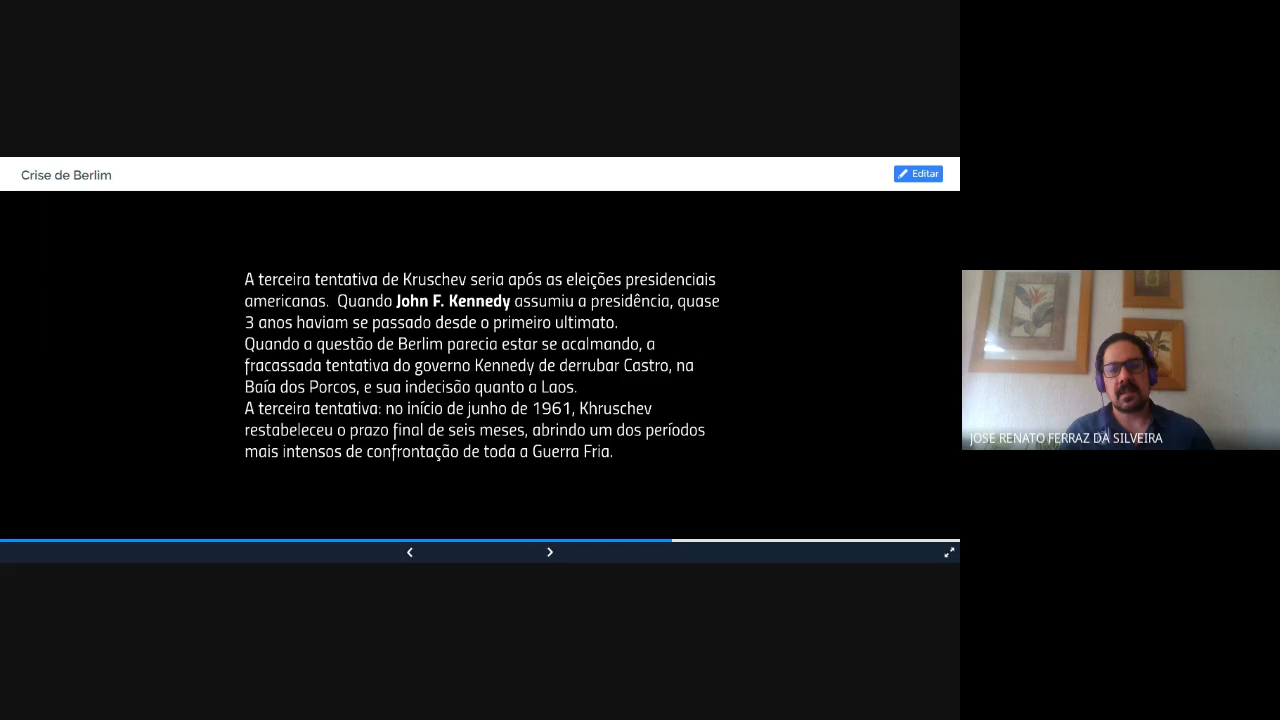 Crise de Berlim
Editar
A terceira tentativa de Kruschev seria após as eleições presidenciais
americanas. Quando John F. Kennedy assumiu a presidência, quase
3 anos haviam se passado desde o primeiro ultimato.
Quando a questão de Berlim parecia estar se acalmando, a
fracassada tentativa do governo Kennedy de derrubar Castro, na
Baía dos Porcos, e sua indecisão quanto a Laos.
A terceira tentativa: no início de junho de 1961, Khruschev
restabeleceu o prazo final de seis meses, abrindo um dos períodos
mais intensos de confrontação de toda a Guerra Fria.
JOSE RENATO FERRAZ DA SILVEIRA